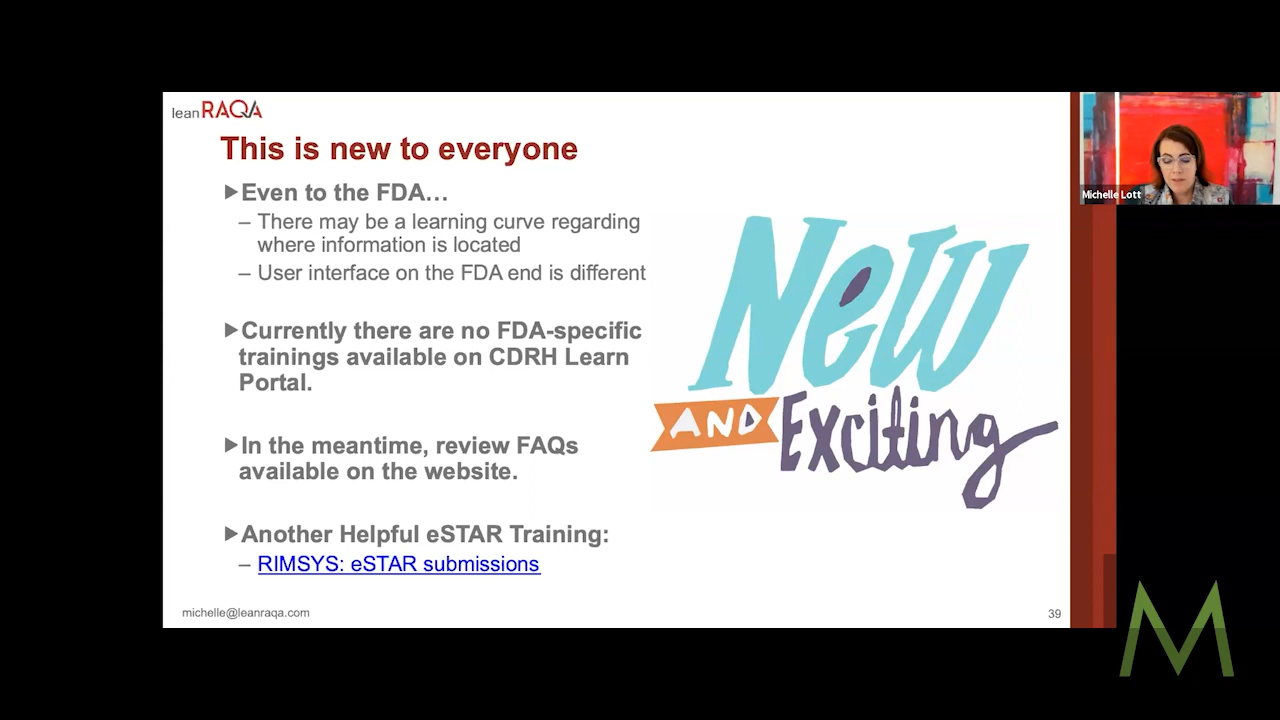 lean RAQA
This is new to everyone
Even to the FDA…
– There may be a learning curve regarding
where information is located
– User interface on the FDA end is different
Currently there are no FDA-specific
trainings available on CDRH Learn
Portal.
In the meantime, review FAQs
available on the website.
Another Helpful eSTAR Training:
– RIMSYS: eSTAR submissions
New
AND Exciting
michelle@leanraqa.com
39
Michelle Lott
M